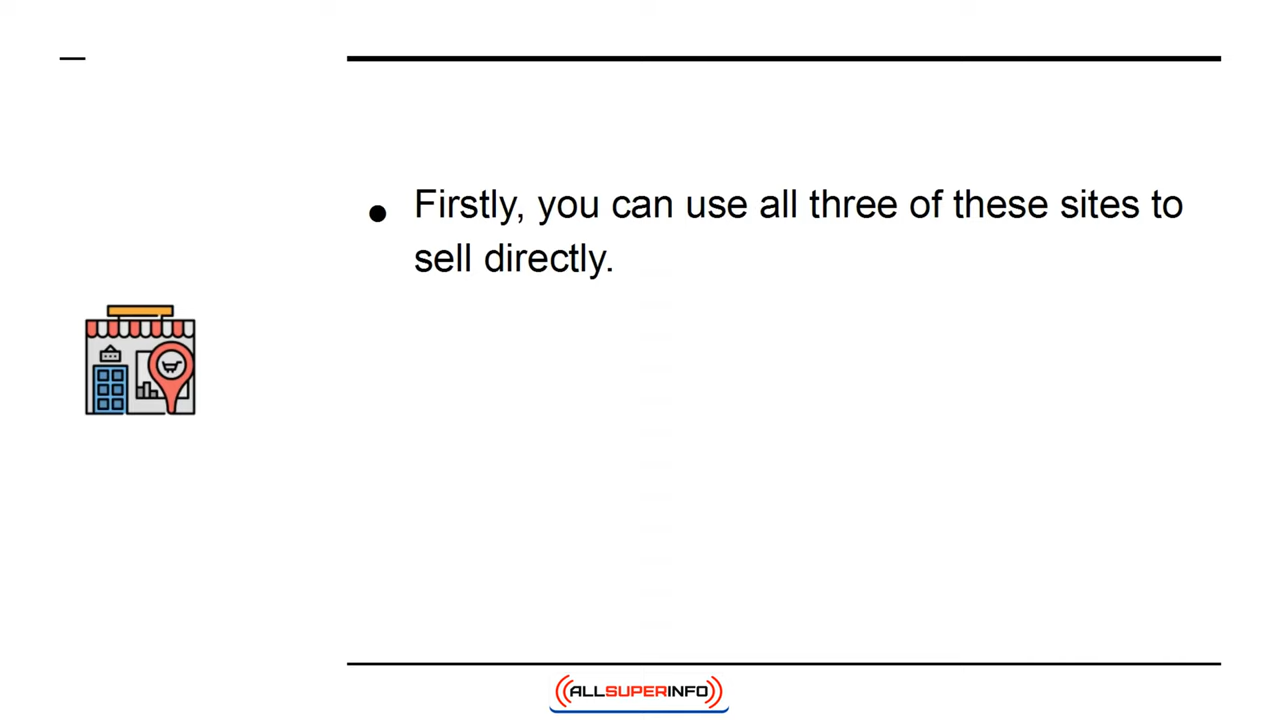 • Firstly, you can use all three of these sites to
sell directly.
ALLSUPERINFO